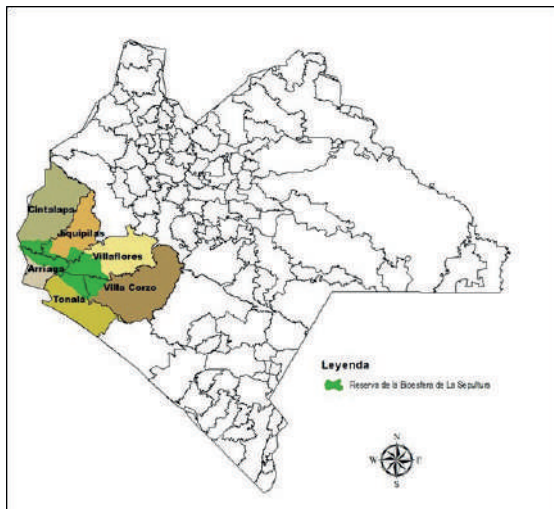 Cintalapa
Jiquipilas
Villaflores
Arriaga
Villa Corzo
Tonalá
Leyenda
Reserva de la Biosfera de La Sepultura
N
W E
S